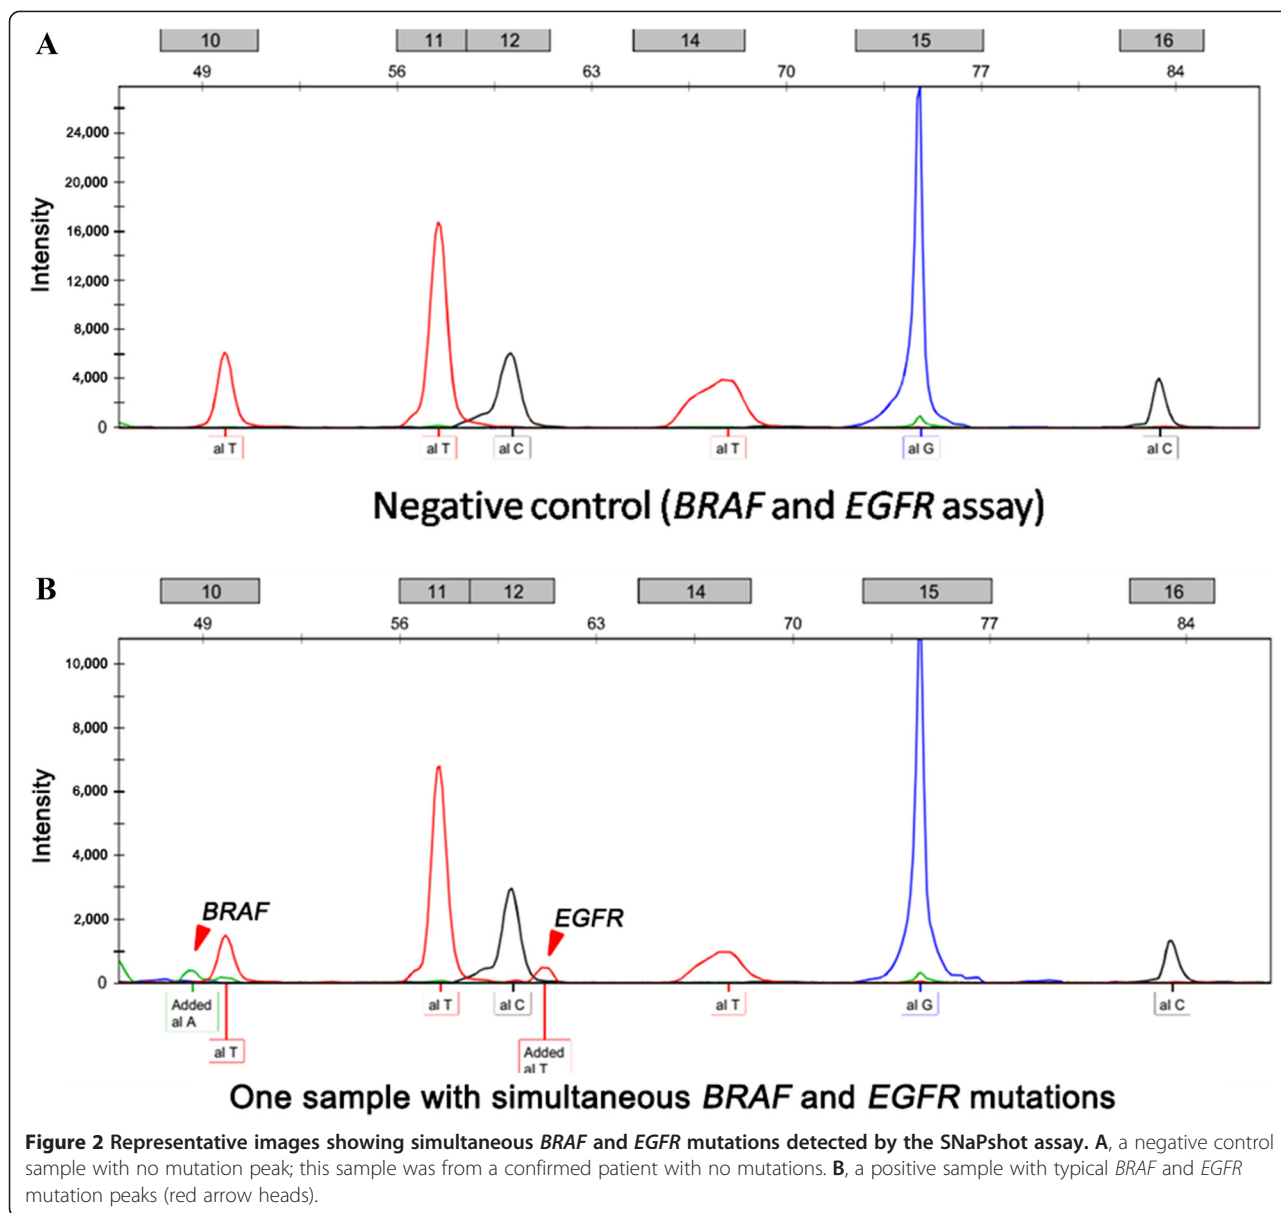 A
10 11 12 14 15 16
49 56 63 70 77 84
Intensity
24,000
20,000
16,000
12,000
8,000
4,000
0
al T al T al C al T al G al C
Negative control (BRAF and EGFR assay)
B
10 11 12 14 15 16
49 56 63 70 77 84
Intensity
10,000
8,000
6,000
4,000
2,000
0
BRAF
EGFR
Added
al A
al T
al T
al C
Added
al T
al T
al G
al C
One sample with simultaneous BRAF and EGFR mutations
Figure 2 Representative images showing simultaneous BRAF and EGFR mutations detected by the SNaPshot assay. A, a negative control
sample with no mutation peak; this sample was from a confirmed patient with no mutations. B, a positive sample with typical BRAF and EGFR
mutation peaks (red arrow heads).